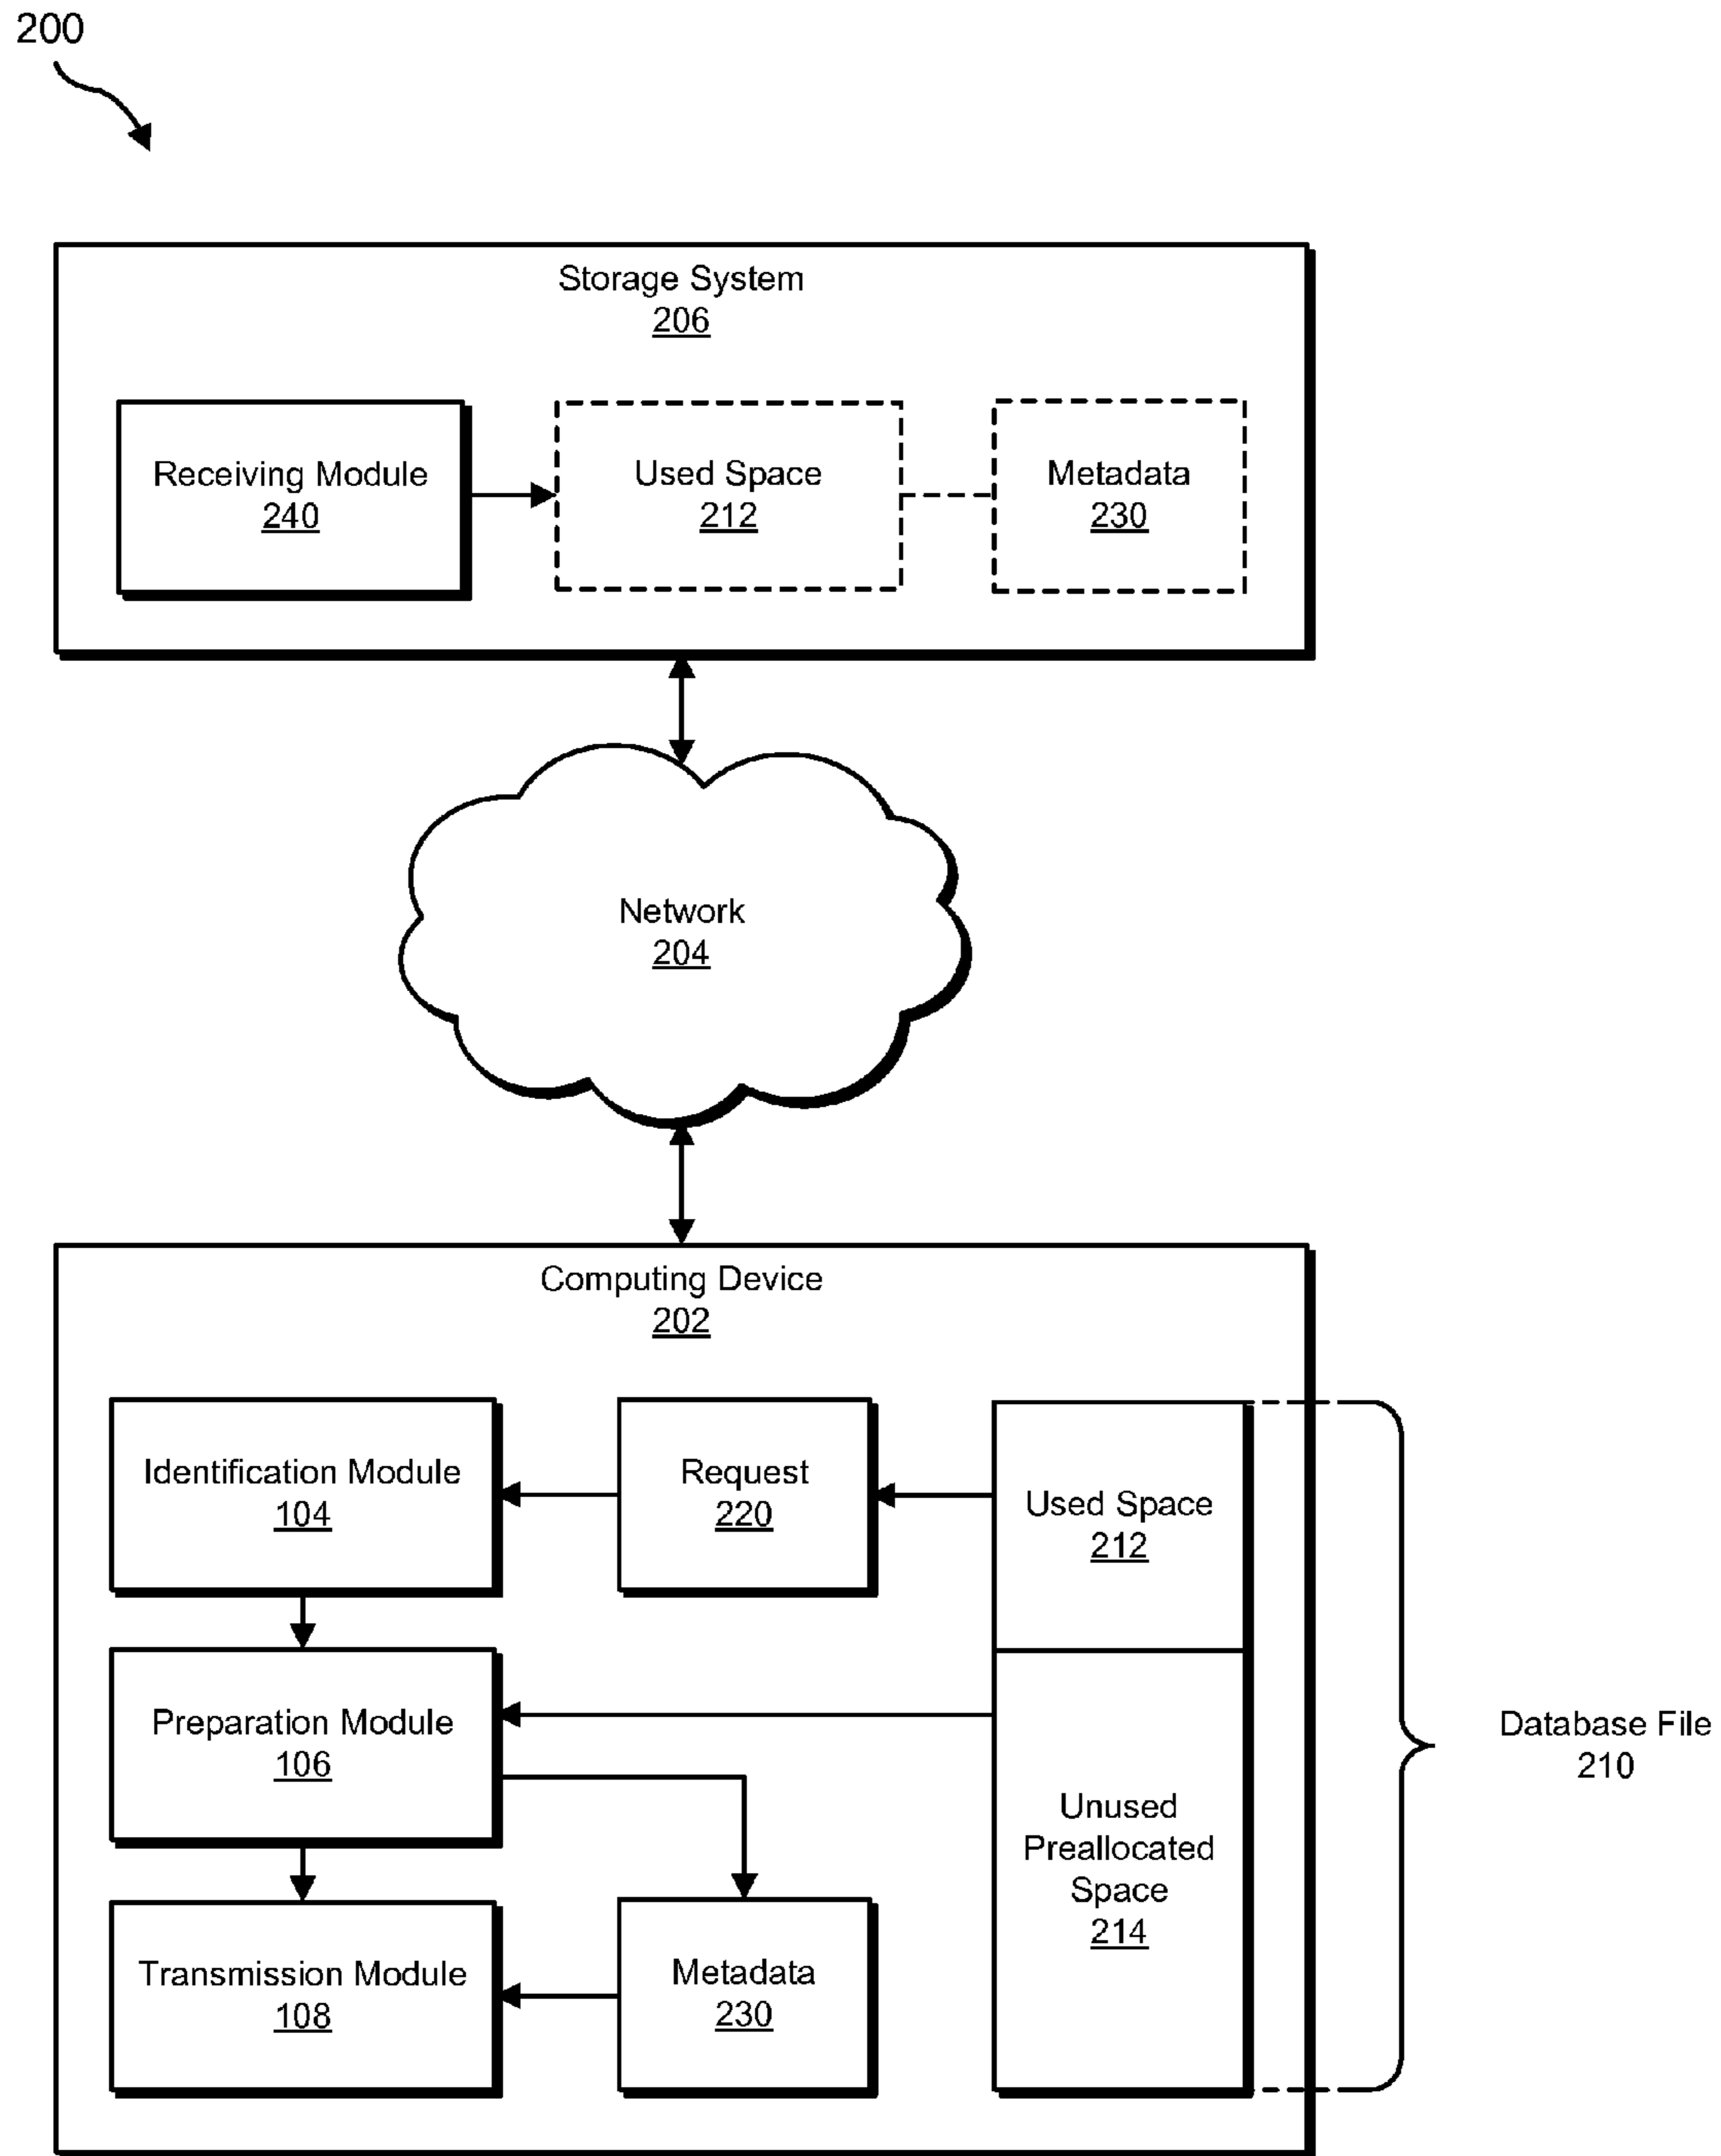 200
Storage System
206
Receiving Module
240
Used Space
212
Metadata
230
Network
204
Computing Device
202
Identification Module
104
Request
220
Used Space
212
Preparation Module
106
Unused
Preallocated
Space
214
Database File
210
Transmission Module
108
Metadata
230